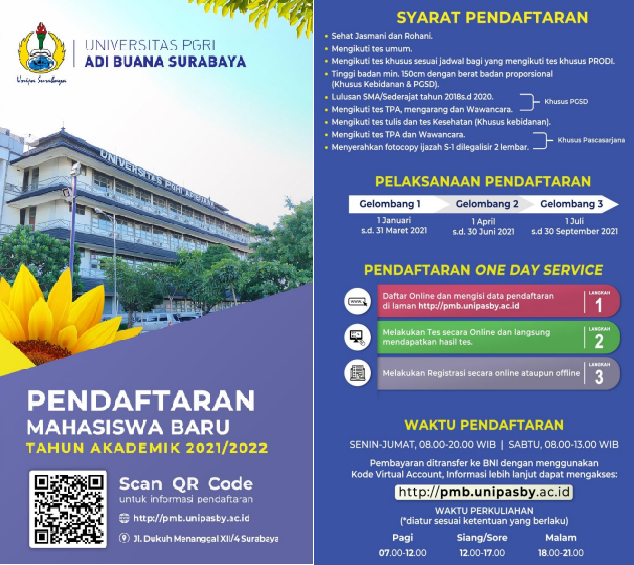 UNIVERSITAS PGRI
ADI BUANA SURABAYA
Unipa Surabaya
UNIVERSITAS PGRI ADI BUANA
PENDAFTARAN
MAHASISWA BARU
TAHUN AKADEMIK 2021/2022
Scan QR Code
untuk informasi pendaftaran
http://pmb.unipasby.ac.id
Jl. Dukuh Menanggal XII/4 Surabaya
SYARAT PENDAFTARAN
• Sehat Jasmani dan Rohani.
• Mengikuti tes umum.
• Mengikuti tes khusus sesuai jadwal bagi yang mengikuti tes khusus PRODI.
• Tinggi badan min. 150cm dengan berat badan proporsional
(Khusus Kebidanan & PGSD).
• Lulusan SMA/Sederajat tahun 2018s.d 2020.
• Mengikuti tes TPA, mengarang dan Wawancara.
Khusus PGSD
• Mengikuti tes tulis dan tes Kesehatan (Khusus kebidanan).
• Mengikuti tes TPA dan Wawancara.
• Menyerahkan fotocopy ijazah S-1 dilegalisir 2 lembar.
Khusus Pascasarjana
PELAKSANAAN PENDAFTARAN
Gelombang 1
Gelombang 2
Gelombang 3
1 Januari
s.d. 31 Maret 2021
1 April
s.d. 30 Juni 2021
1 Juli
s.d 30 September 2021
PENDAFTARAN ONE DAY SERVICE
www.
Daftar Online dan mengisi data pendaftaran
di laman http://pmb.unipasby.ac.id
LANGKAH
1
Melakukan Tes secara Online dan langsung
mendapatkan hasil tes.
LANGKAH
2
Melakukan Registrasi secara online ataupun offline
LANGKAH
3
WAKTU PENDAFTARAN
SENIN-JUMAT, 08.00-20.00 WIB | SABTU, 08.00-13.00 WIB
Pembayaran ditransfer ke BNI dengan menggunakan
Kode Virtual Account, Informasi lebih lanjut dapat mengakses:
http://pmb.unipasby.ac.id
WAKTU PERKULIAHAN
(*diatur sesuai ketentuan yang berlaku)
Pagi
07.00-12.00
Siang/Sore
12.00-17.00
Malam
18.00-21.00